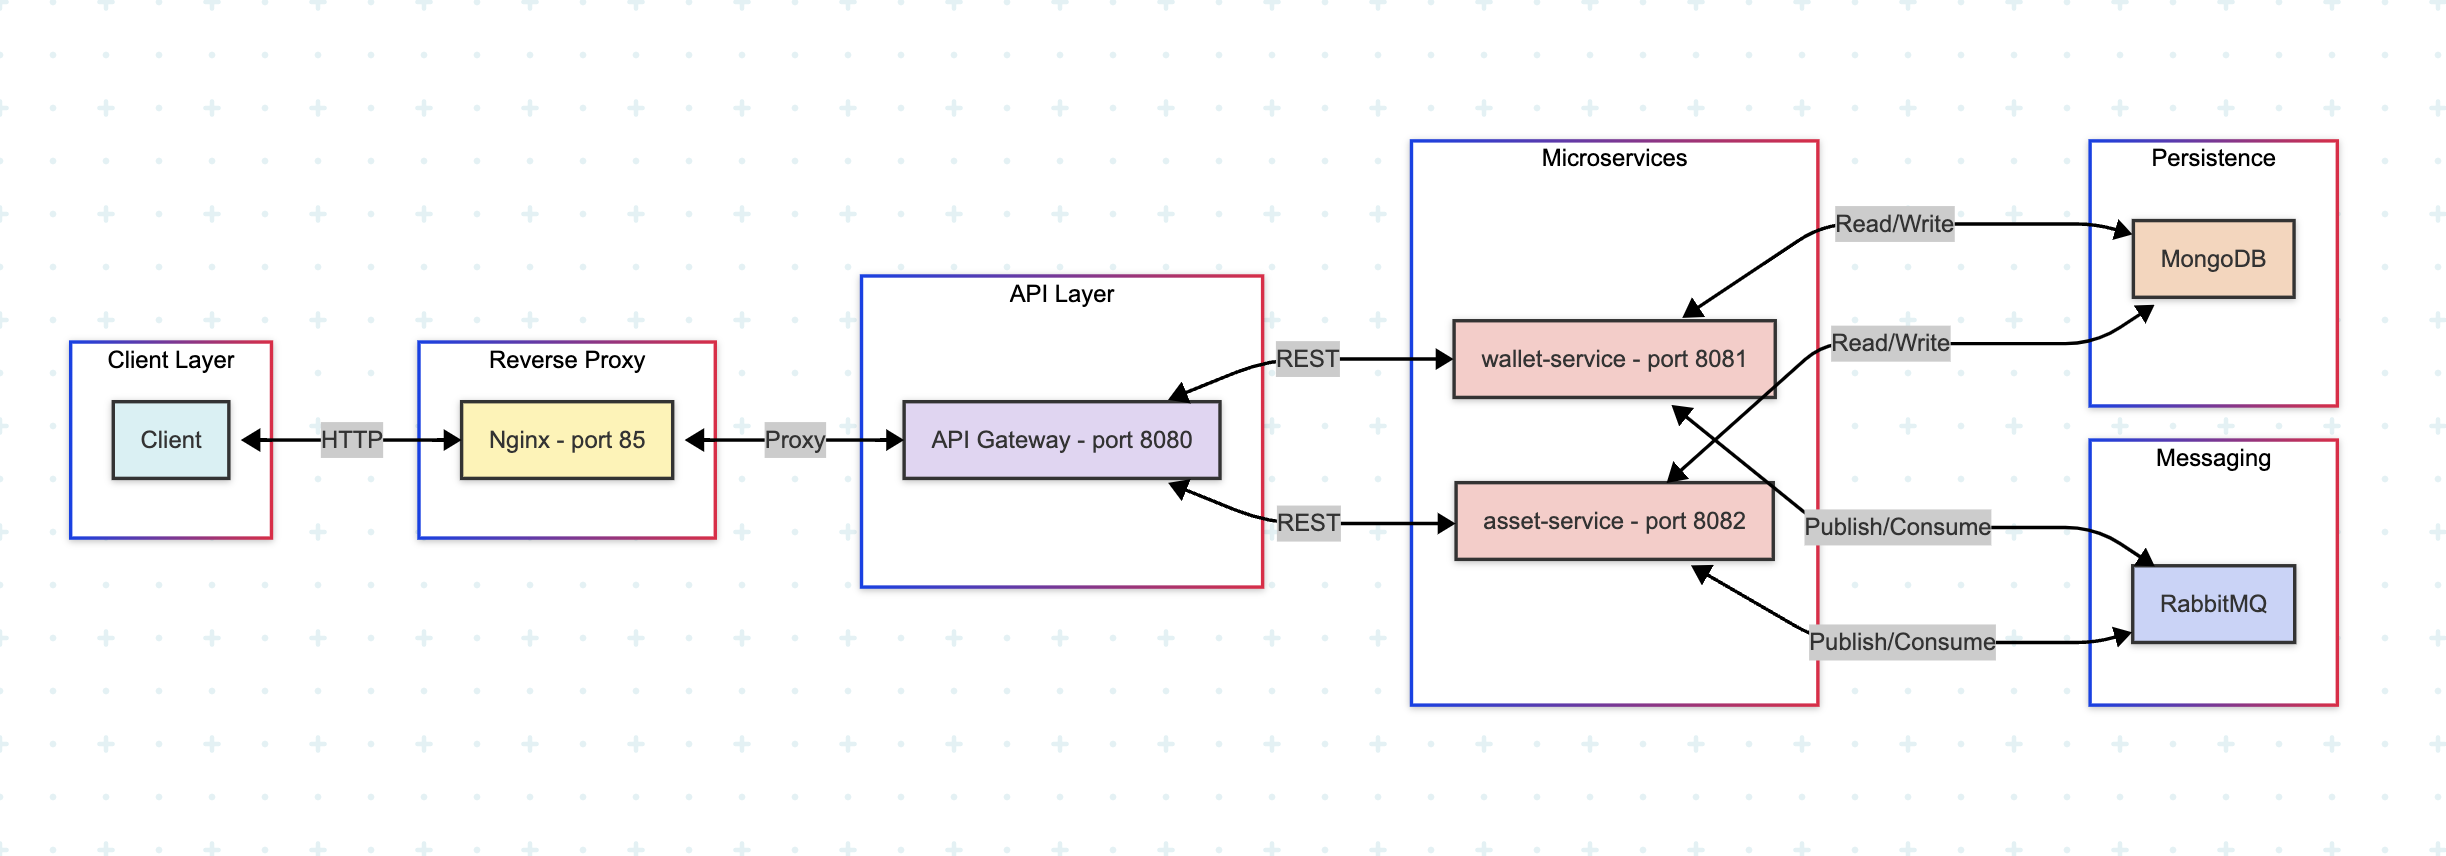 Client Layer
Client
HTTP
Reverse Proxy
Nginx - port 85
Proxy
API Layer
API Gateway - port 8080
REST
REST
Microservices
wallet-service - port 8081
asset-service - port 8082
Read/Write
Read/Write
Publish/Consume
Publish/Consume
Persistence
MongoDB
Messaging
RabbitMQ